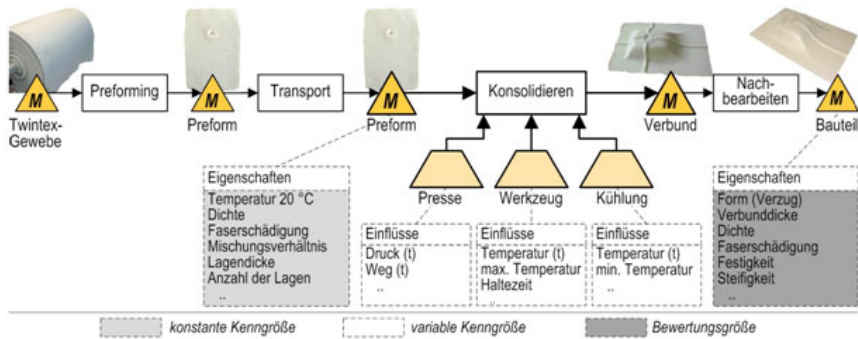 M
Twintex-
Gewebe
Preforming
M
Preform
Transport
M
Preform
Konsolidieren
M
Verbund
Nach-
bearbeiten
M
Bauteil
Presse
Werkzeug
Kühlung
Eigenschaften
Temperatur 20 °C
Dichte
Faserschädigung
Mischungsverhältnis
Lagendicke
Anzahl der Lagen
..
Einflüsse
Druck (t)
Weg (t)
..
Einflüsse
Temperatur (t)
max. Temperatur
Haltezeit
..
Einflüsse
Temperatur (t)
min. Temperatur
..
Eigenschaften
Form (Verzug)
Verbunddicke
Dichte
Faserschädigung
Festigkeit
Steifigkeit
..
konstante Kenngröße
variable Kenngröße
Bewertungsgröße